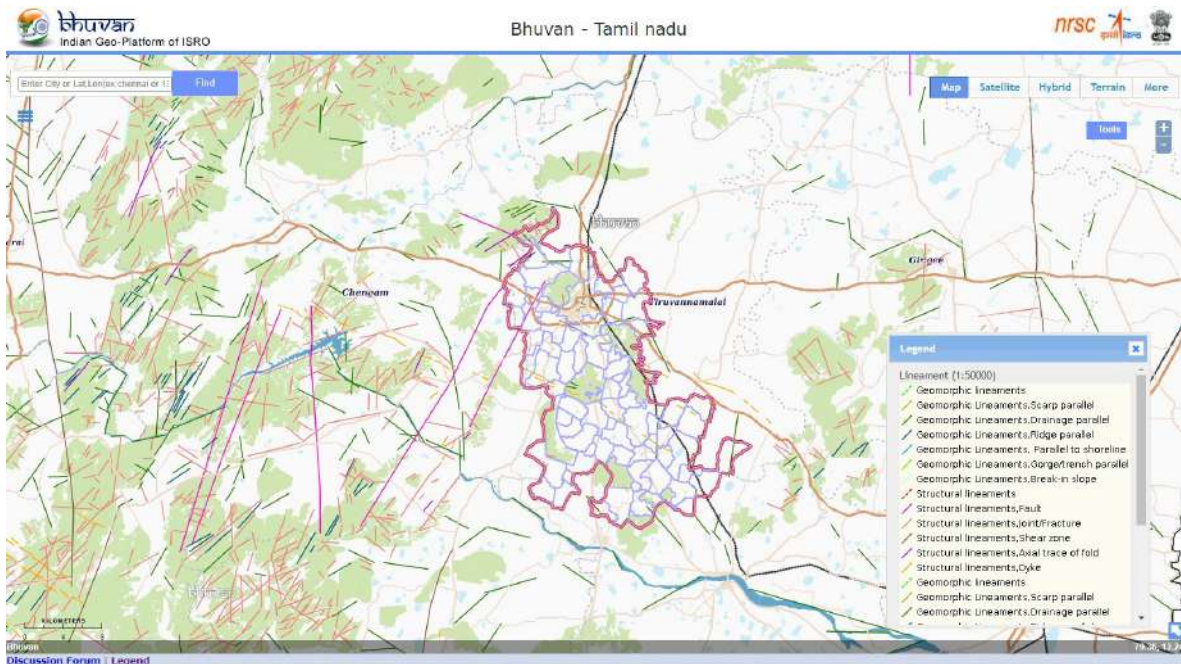 bhuvan
Indian Geo-Platform of ISRO
Bhuvan - Tamil nadu
nrsc
Find
Map
Satellite
Hybrid
Terrain
More
Tools
+
-
bhuvan
Chengam
Tiruvannamalai
Gingee
Legend
x
Lineament (1:50000)
Geomorphic lineaments
Geomorphic Lineaments,Scarp parallel
Geomorphic Lineaments,Drainage parallel
Geomorphic Lineaments,Ridge parallel
Geomorphic Lineaments, Parallel to shoreline
Geomorphic Lineaments,Gorge/trench parallel
Geomorphic Lineaments,Break-in slope
Structural lineaments
Structural lineaments,Fault
Structural lineaments,Joint/Fracture
Structural lineaments,Shear zone
Structural lineaments,Axial trace of fold
Structural lineaments,Dyke
Geomorphic lineaments
Geomorphic Lineaments,Scarp parallel
Geomorphic Lineaments,Drainage parallel
bhuvan
KILOMETERS
Bhuvan
Discussion Forum | Legend